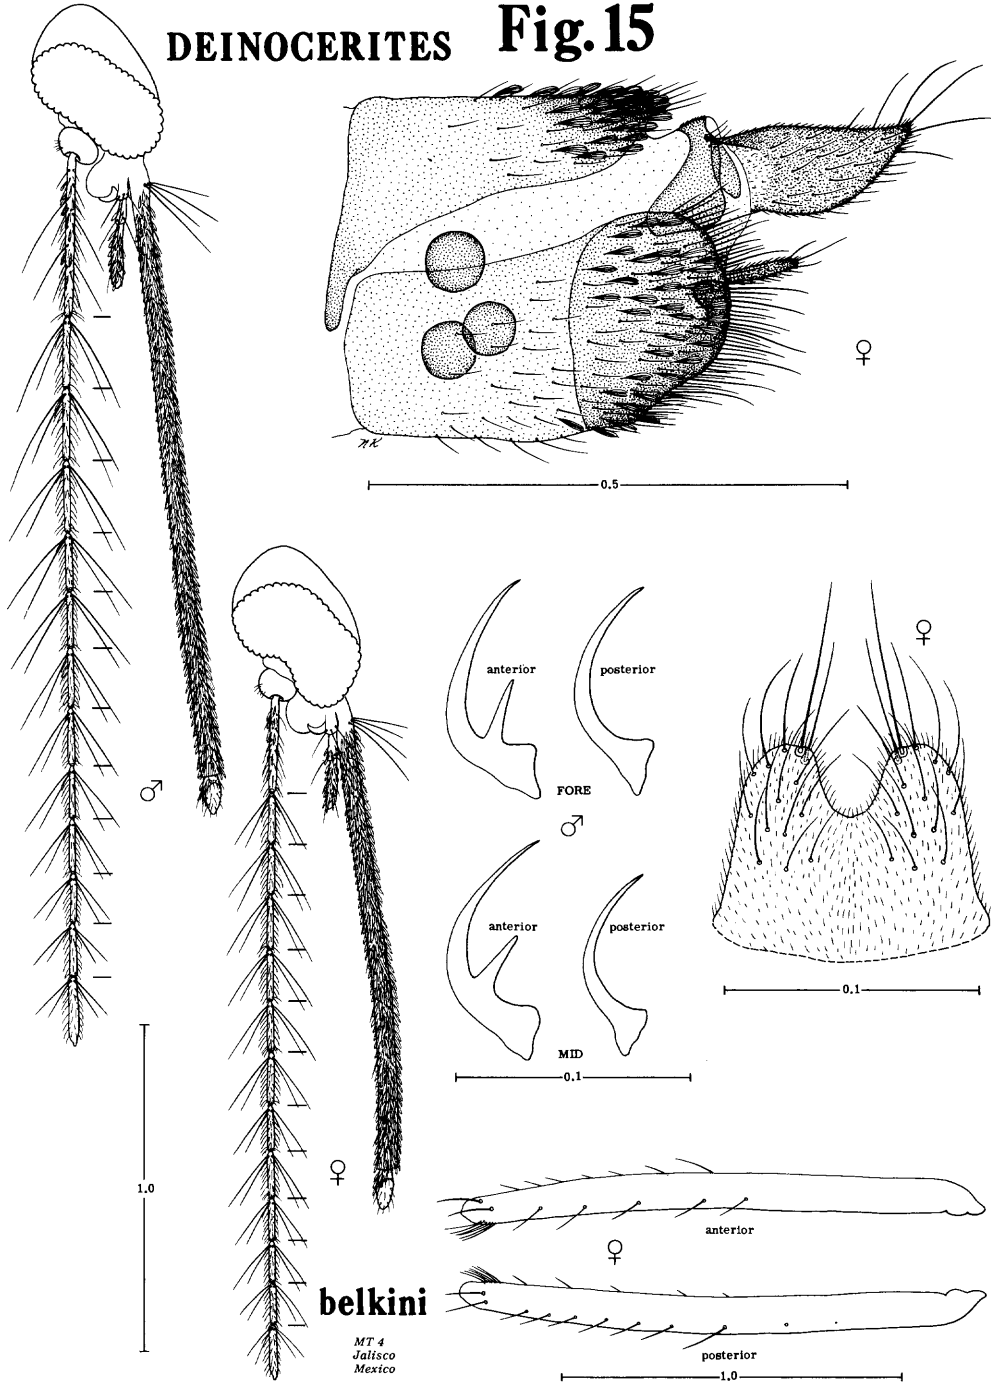 DEINOCERITES Fig. 15
♀
NK
0.5
♂
anterior
posterior
FORE
♂
anterior
posterior
MID
0.1
♀
0.1
1.0
♀
anterior
♀
posterior
1.0
belkini
MT 4
Jalisco
Mexico